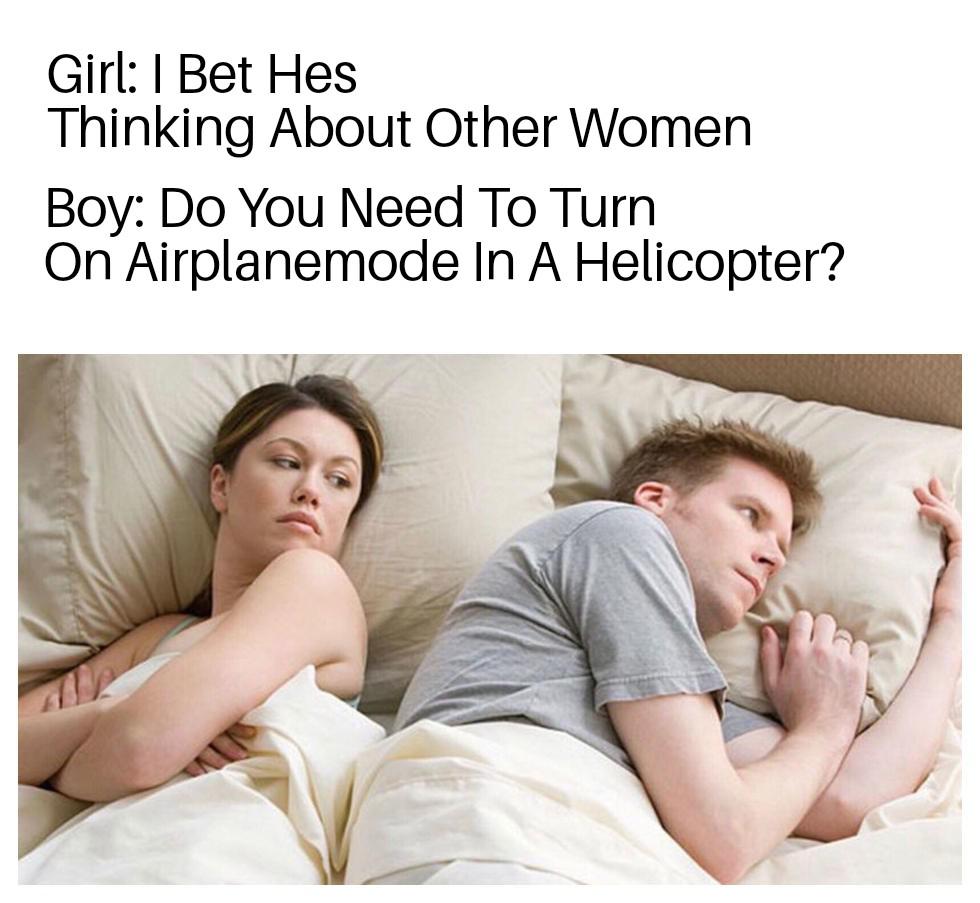 Girl: I Bet Hes
Thinking About Other Women
Boy: Do You Need To Turn
On Airplanemode In A Helicopter?